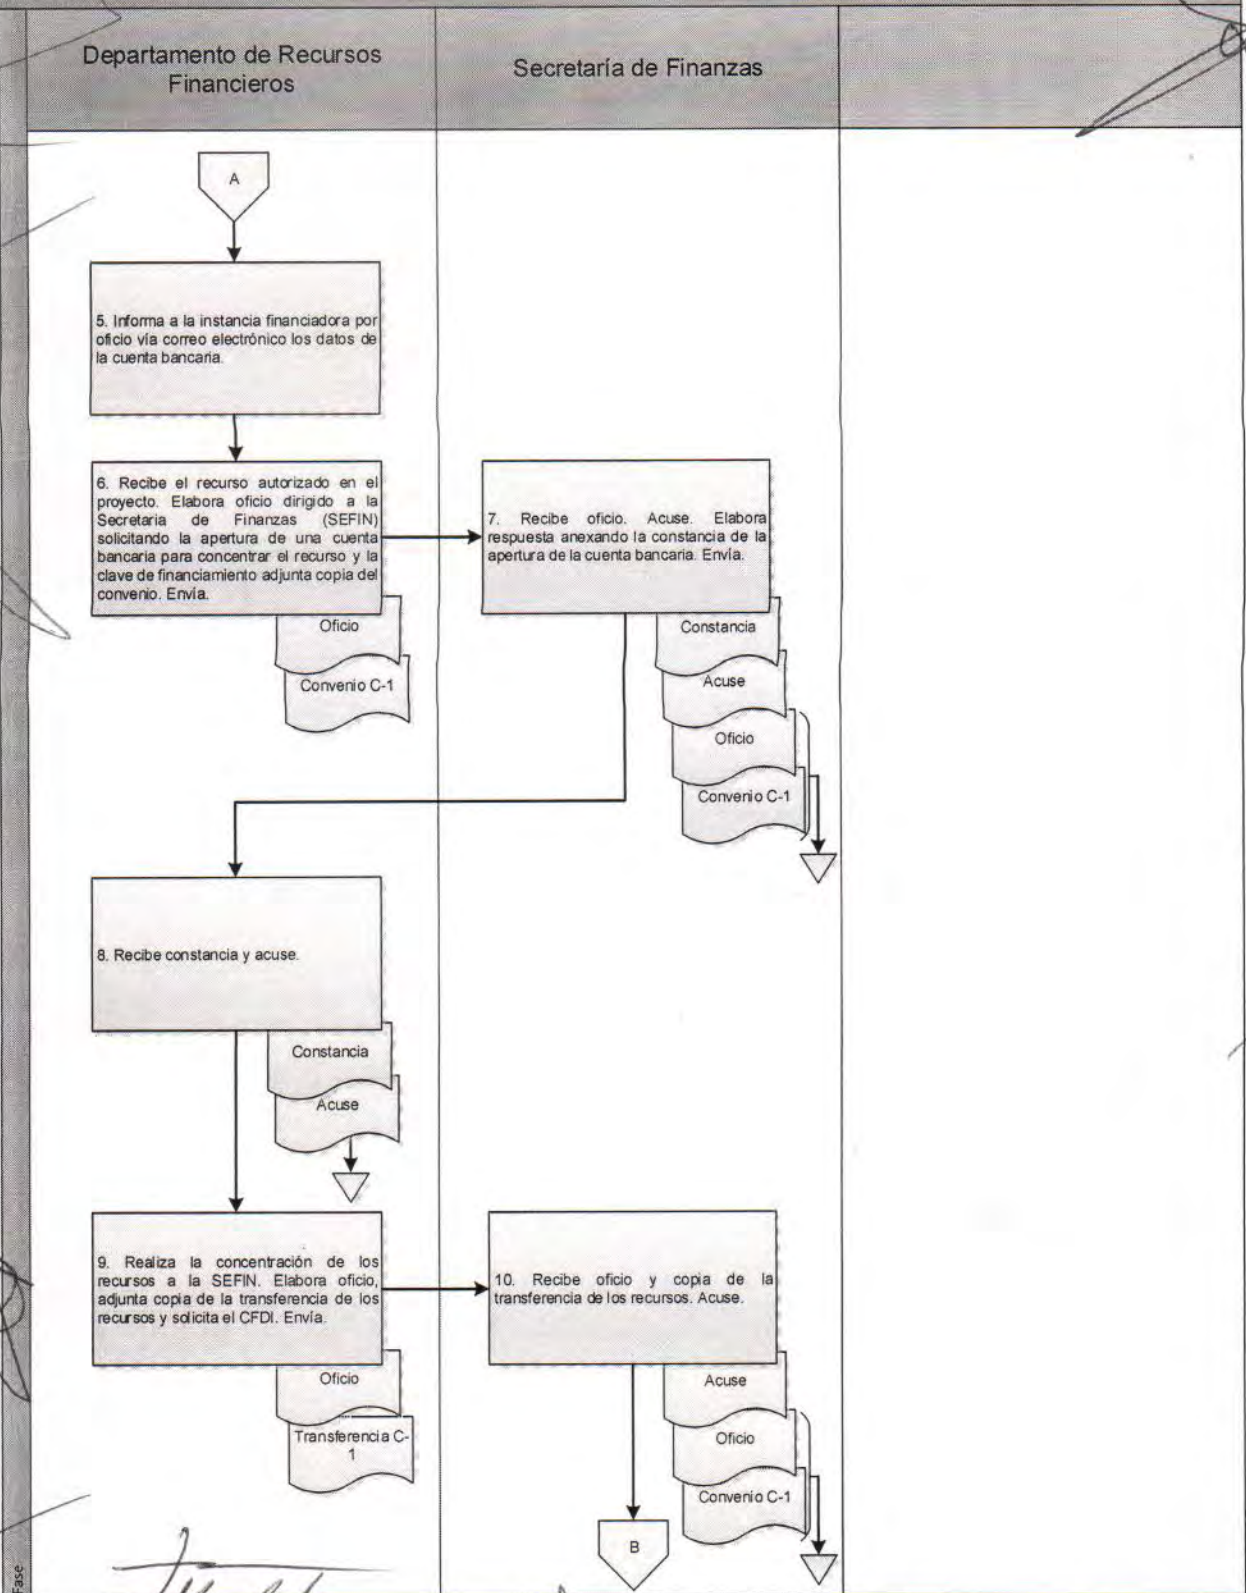 Departamento de Recursos
Financieros
Secretaría de Finanzas
A
5. Informa a la instancia financiadora por
oficio vía correo electrónico los datos de
la cuenta bancaria.
6. Recibe el recurso autorizado en el
proyecto. Elabora oficio dirigido a la
Secretaria de Finanzas (SEFIN)
solicitando la apertura de una cuenta
bancaria para concentrar el recurso y la
clave de financiamiento adjunta copia del
convenio. Envía.
Oficio
Convenio C-1
7. Recibe oficio. Acuse. Elabora
respuesta anexando la constancia de la
apertura de la cuenta bancaria. Envía.
Constancia
Acuse
Oficio
Convenio C-1
8. Recibe constancia y acuse.
Constancia
Acuse
9. Realiza la concentración de los
recursos a la SEFIN. Elabora oficio,
adjunta copia de la transferencia de los
recursos y solicita el CFDI. Envía.
Oficio
Transferencia C-
1
10. Recibe oficio y copia de la
transferencia de los recursos. Acuse.
Acuse
Oficio
Convenio C-1
B
Fase